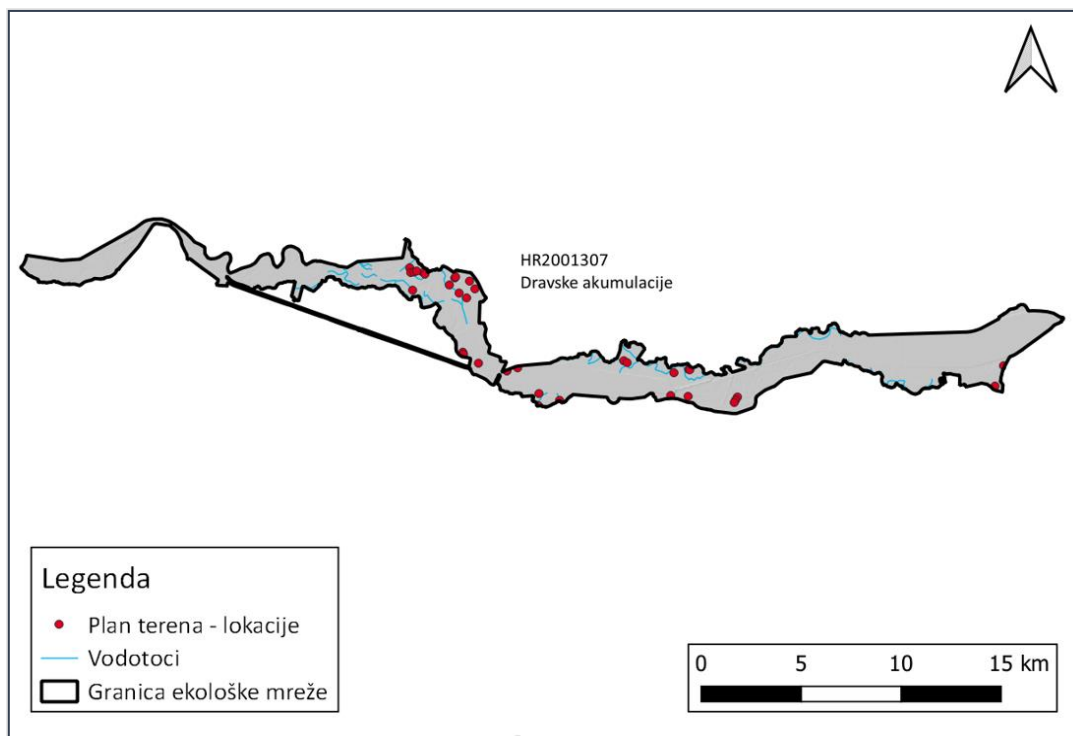 HR2001307
Dravske akumulacije
Legenda
Plan terena - lokacije
Vodotoci
Granica ekološke mreže
0 5 10 15 km